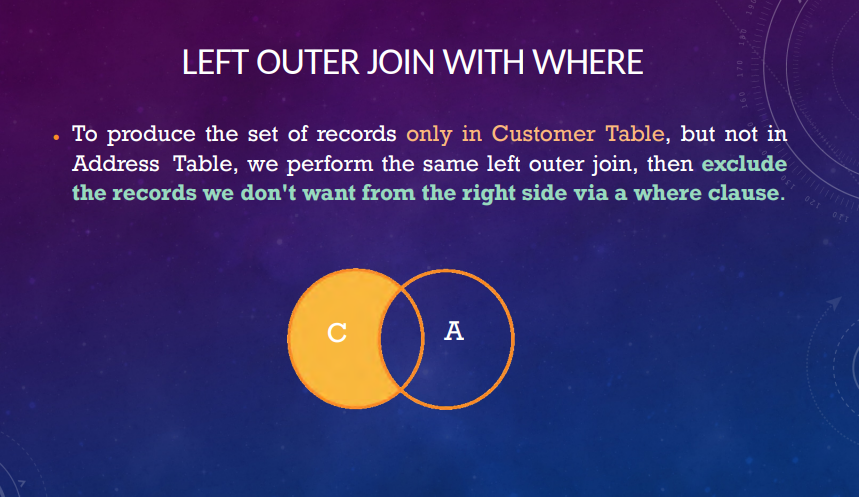 LEFT OUTER JOIN WITH WHERE
• To produce the set of records only in Customer Table, but not in
Address Table, we perform the same left outer join, then exclude
the records we don't want from the right side via a where clause.
C
A